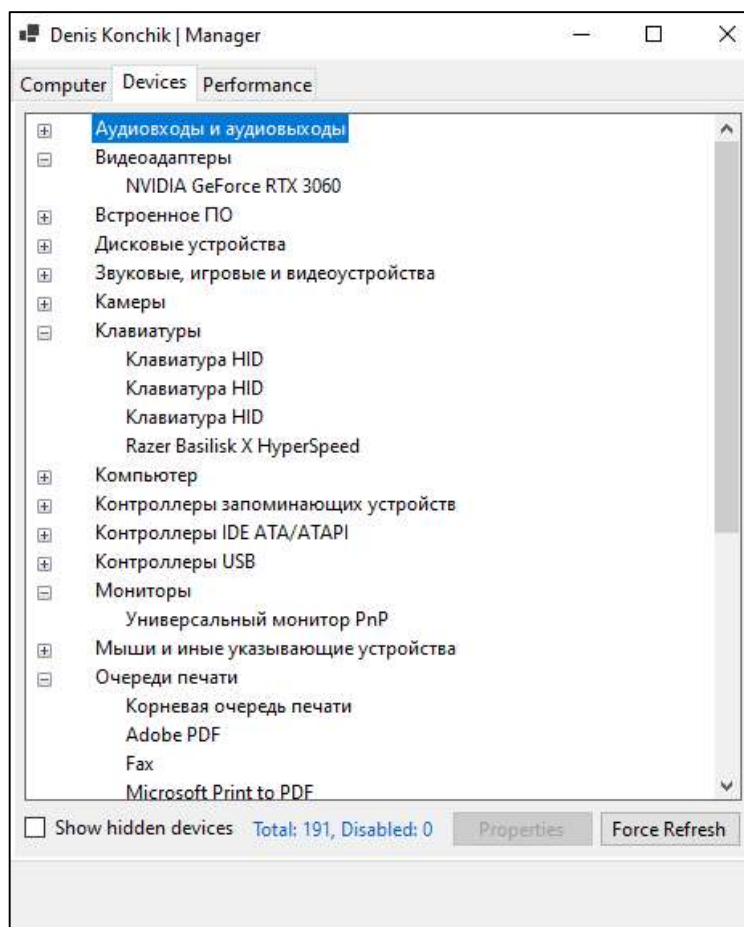 Denis Konchik | Manager
Computer Devices Performance
Аудиовходы и аудиовыходы
Видеоадаптеры
NVIDIA GeForce RTX 3060
Встроенное ПО
Дисковые устройства
Звуковые, игровые и видеоустройства
Камеры
Клавиатуры
Клавиатура HID
Клавиатура HID
Клавиатура HID
Razer Basilisk X HyperSpeed
Компьютер
Контроллеры запоминающих устройств
Контроллеры IDE ATA/ATAPI
Контроллеры USB
Мониторы
Универсальный монитор PnP
Мыши и иные указывающие устройства
Очереди печати
Корневая очередь печати
Adobe PDF
Fax
Microsoft Print to PDF
Show hidden devices Total: 191, Disabled: 0 Properties Force Refresh